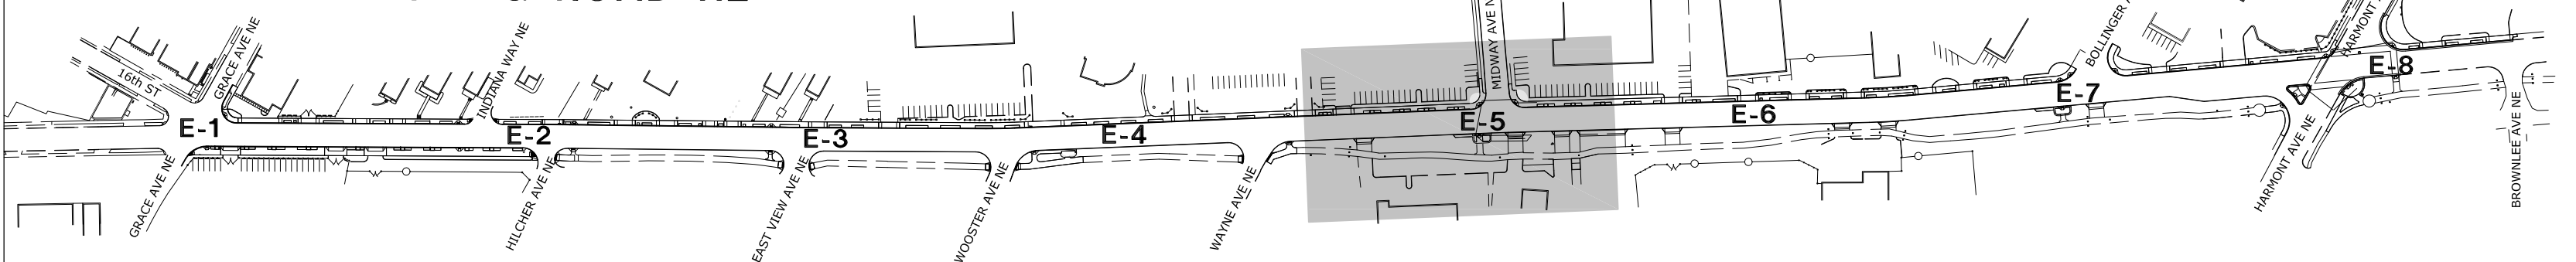 GRACE AVE NE
16th ST
INDIANA WAY NE
MIDWAY AVE N
BOLLINGER
HARMONT
E-1
E-2
E-3
E-4
E-5
E-6
E-7
E-8
GRACE AVE NE
HILCHER AVE NE
EAST VIEW AVE NE
WOOSTER AVE NE
WAYNE AVE NE
HARMONT AVE NE
BROWNLEE AVE NE